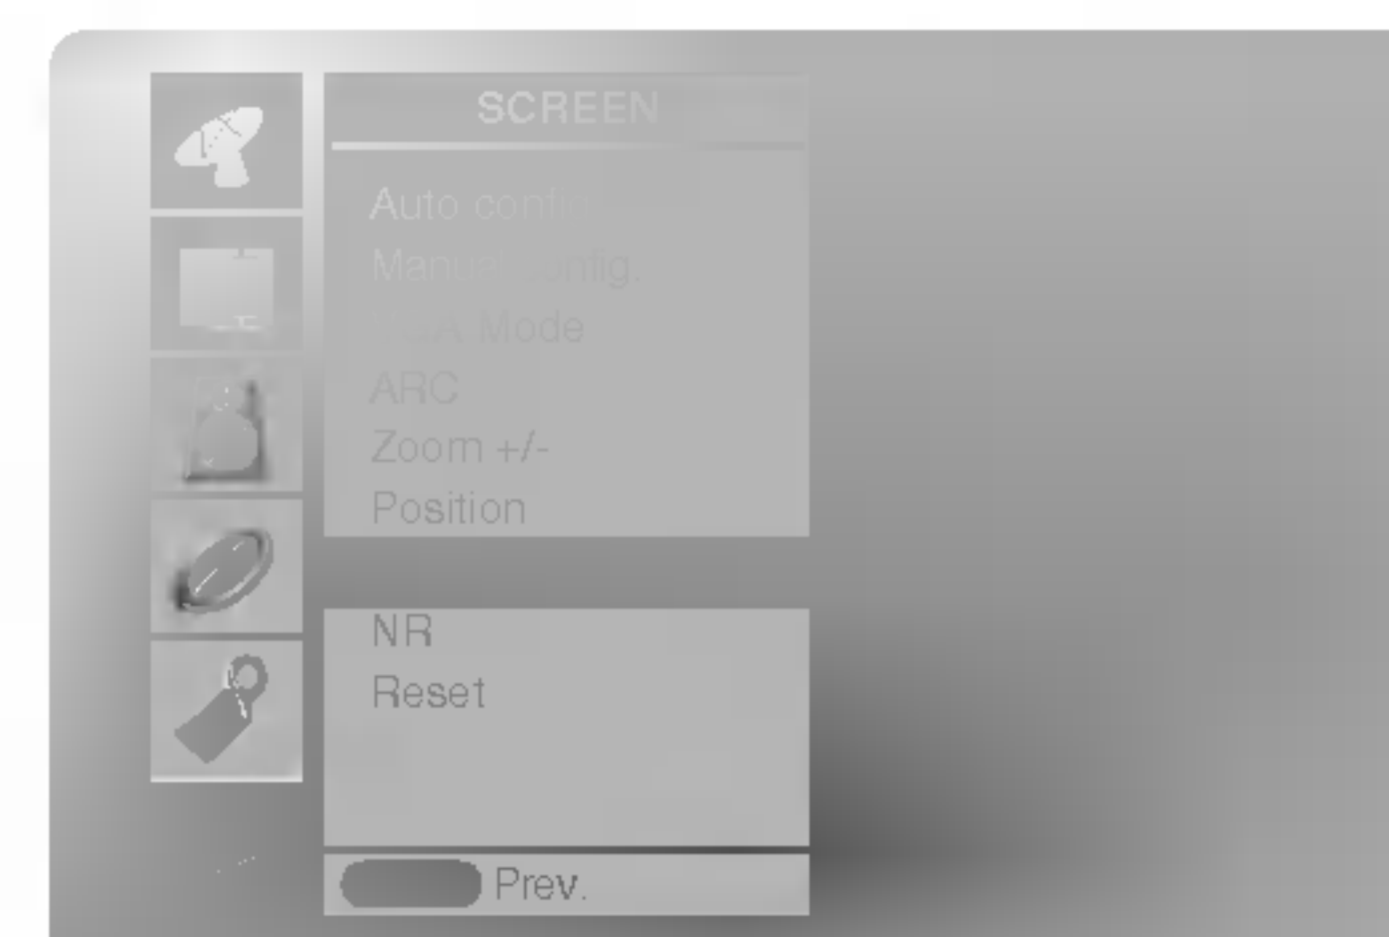 SCREEN
Auto config
Manual config.
VGA Mode
ARC
Zoom +/-
Position
NR
Reset
Prev.